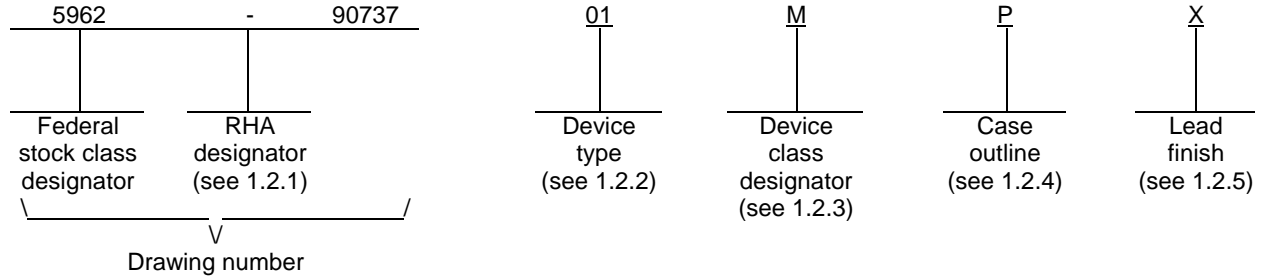 5962 - 90737 01 M P X
Federal stock class designator
RHA designator (see 1.2.1)
Device type (see 1.2.2)
Device class designator (see 1.2.3)
Case outline (see 1.2.4)
Lead finish (see 1.2.5)
Drawing number